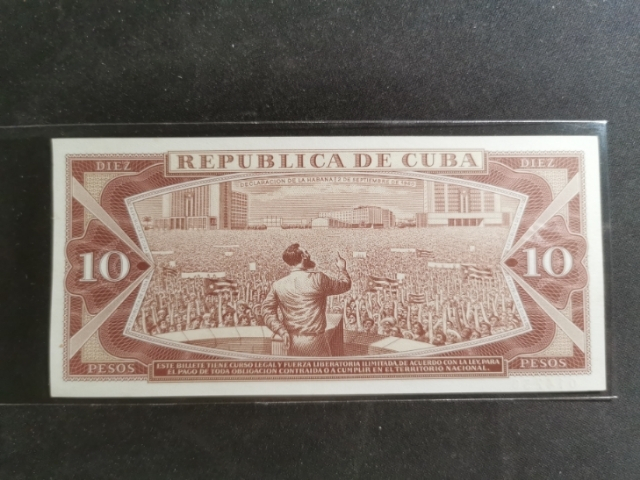 DIEZ REPUBLICA DE CUBA DIEZ
DECLARACION DE LA HABANA 2 DE SEPTIEMBRE DE 1960
10 10
ESTE BILLETE TIENE CURSO LEGAL Y FUERZA LIBERATORIA ILIMITADA DE ACUERDO CON LA LEY, PARA
PESOS EL PAGO DE TODA OBLIGACION CONTRAIDA O A CUMPLIR EN EL TERRITORIO NACIONAL. PESOS